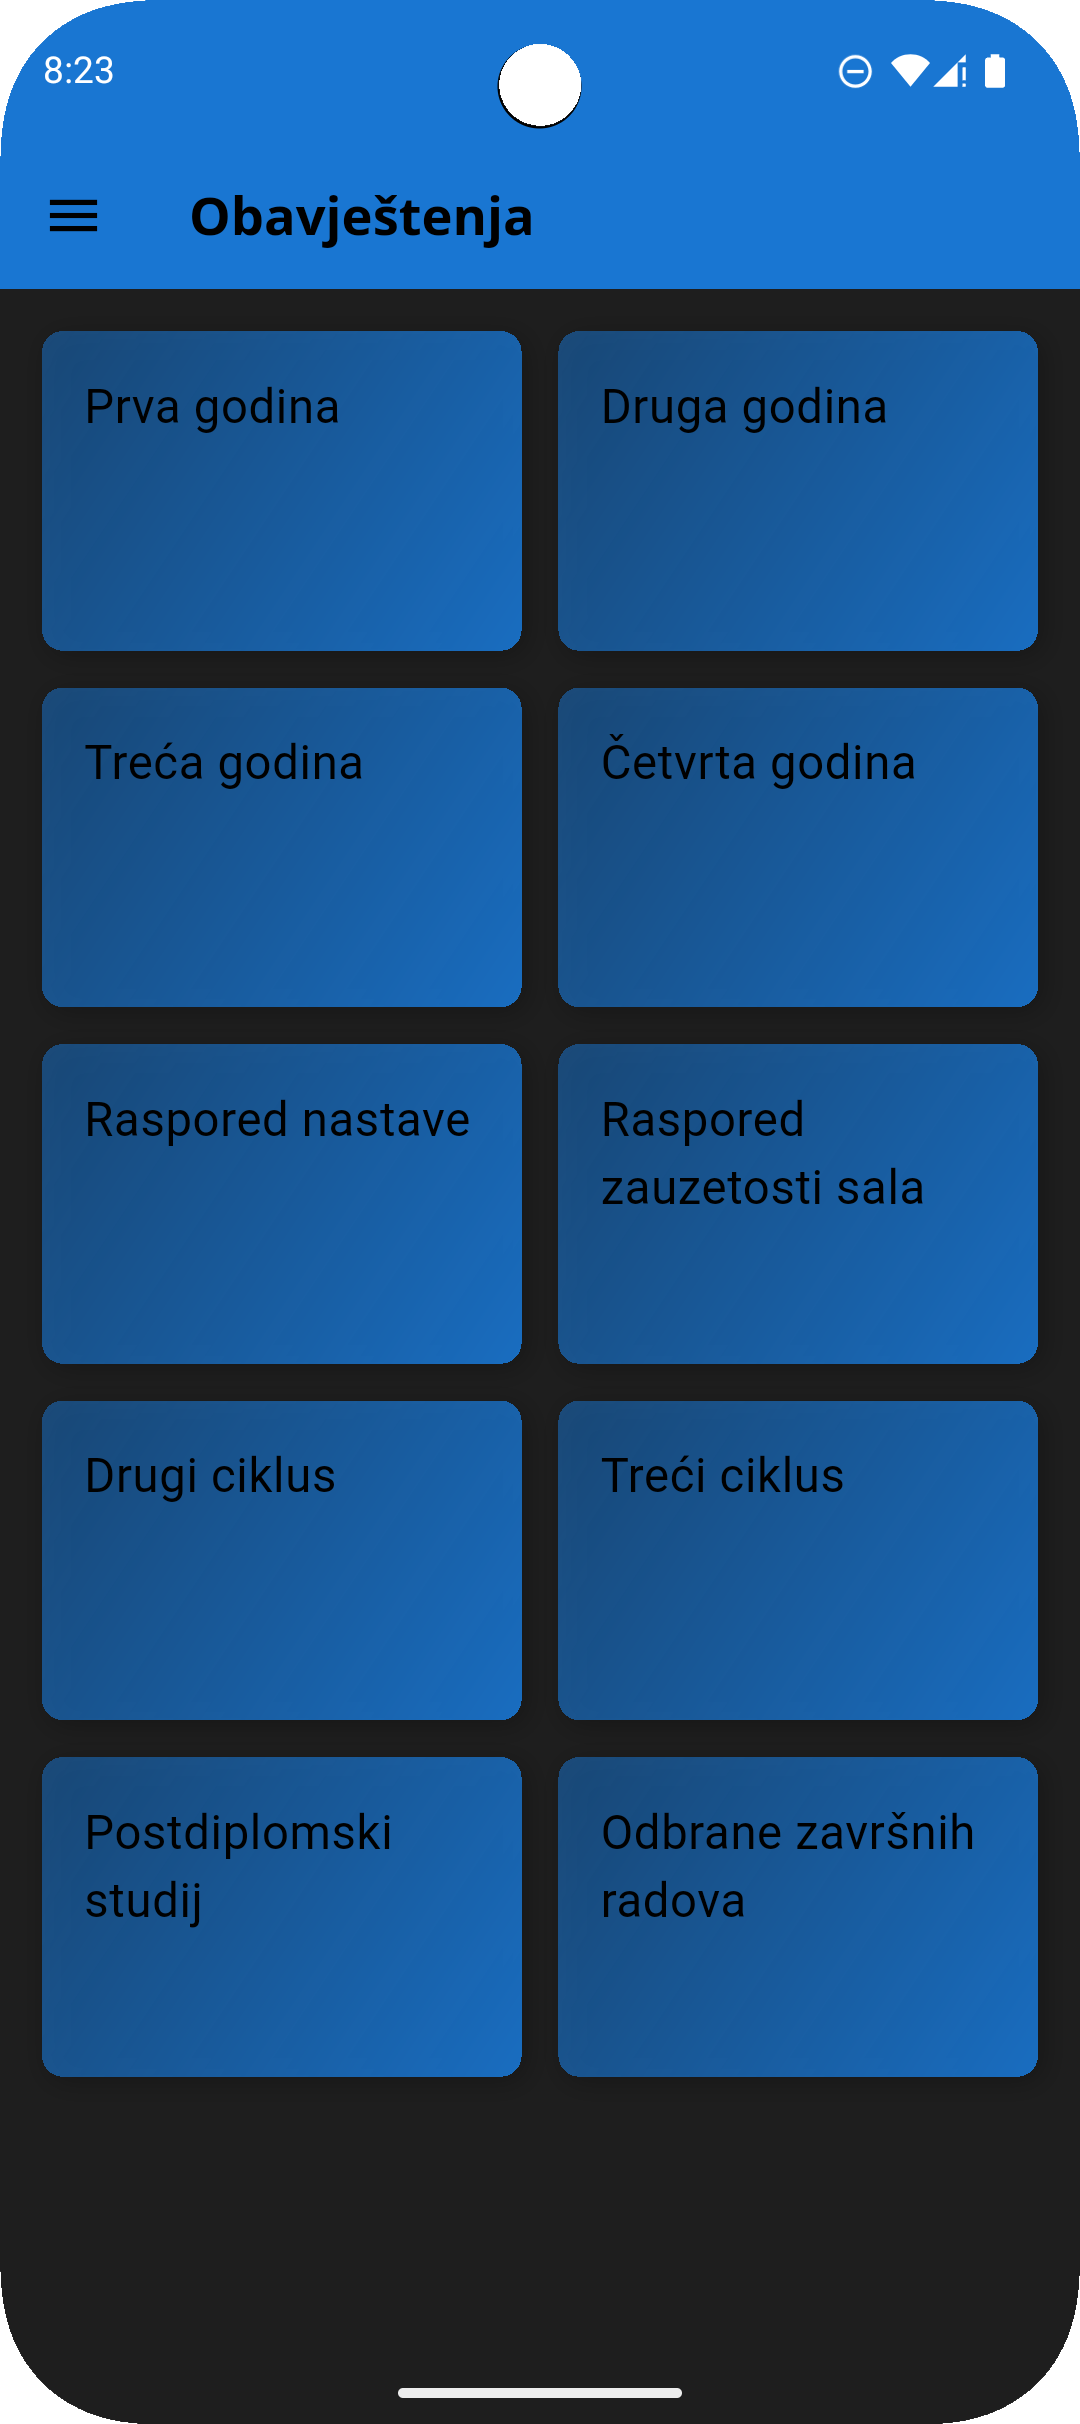 8:23
Obavještenja
Prva godina
Druga godina
Treća godina
Četvrta godina
Raspored nastave
Raspored
zauzetosti sala
Drugi ciklus
Treći ciklus
Postdiplomski
studij
Odbrane završnih
radova